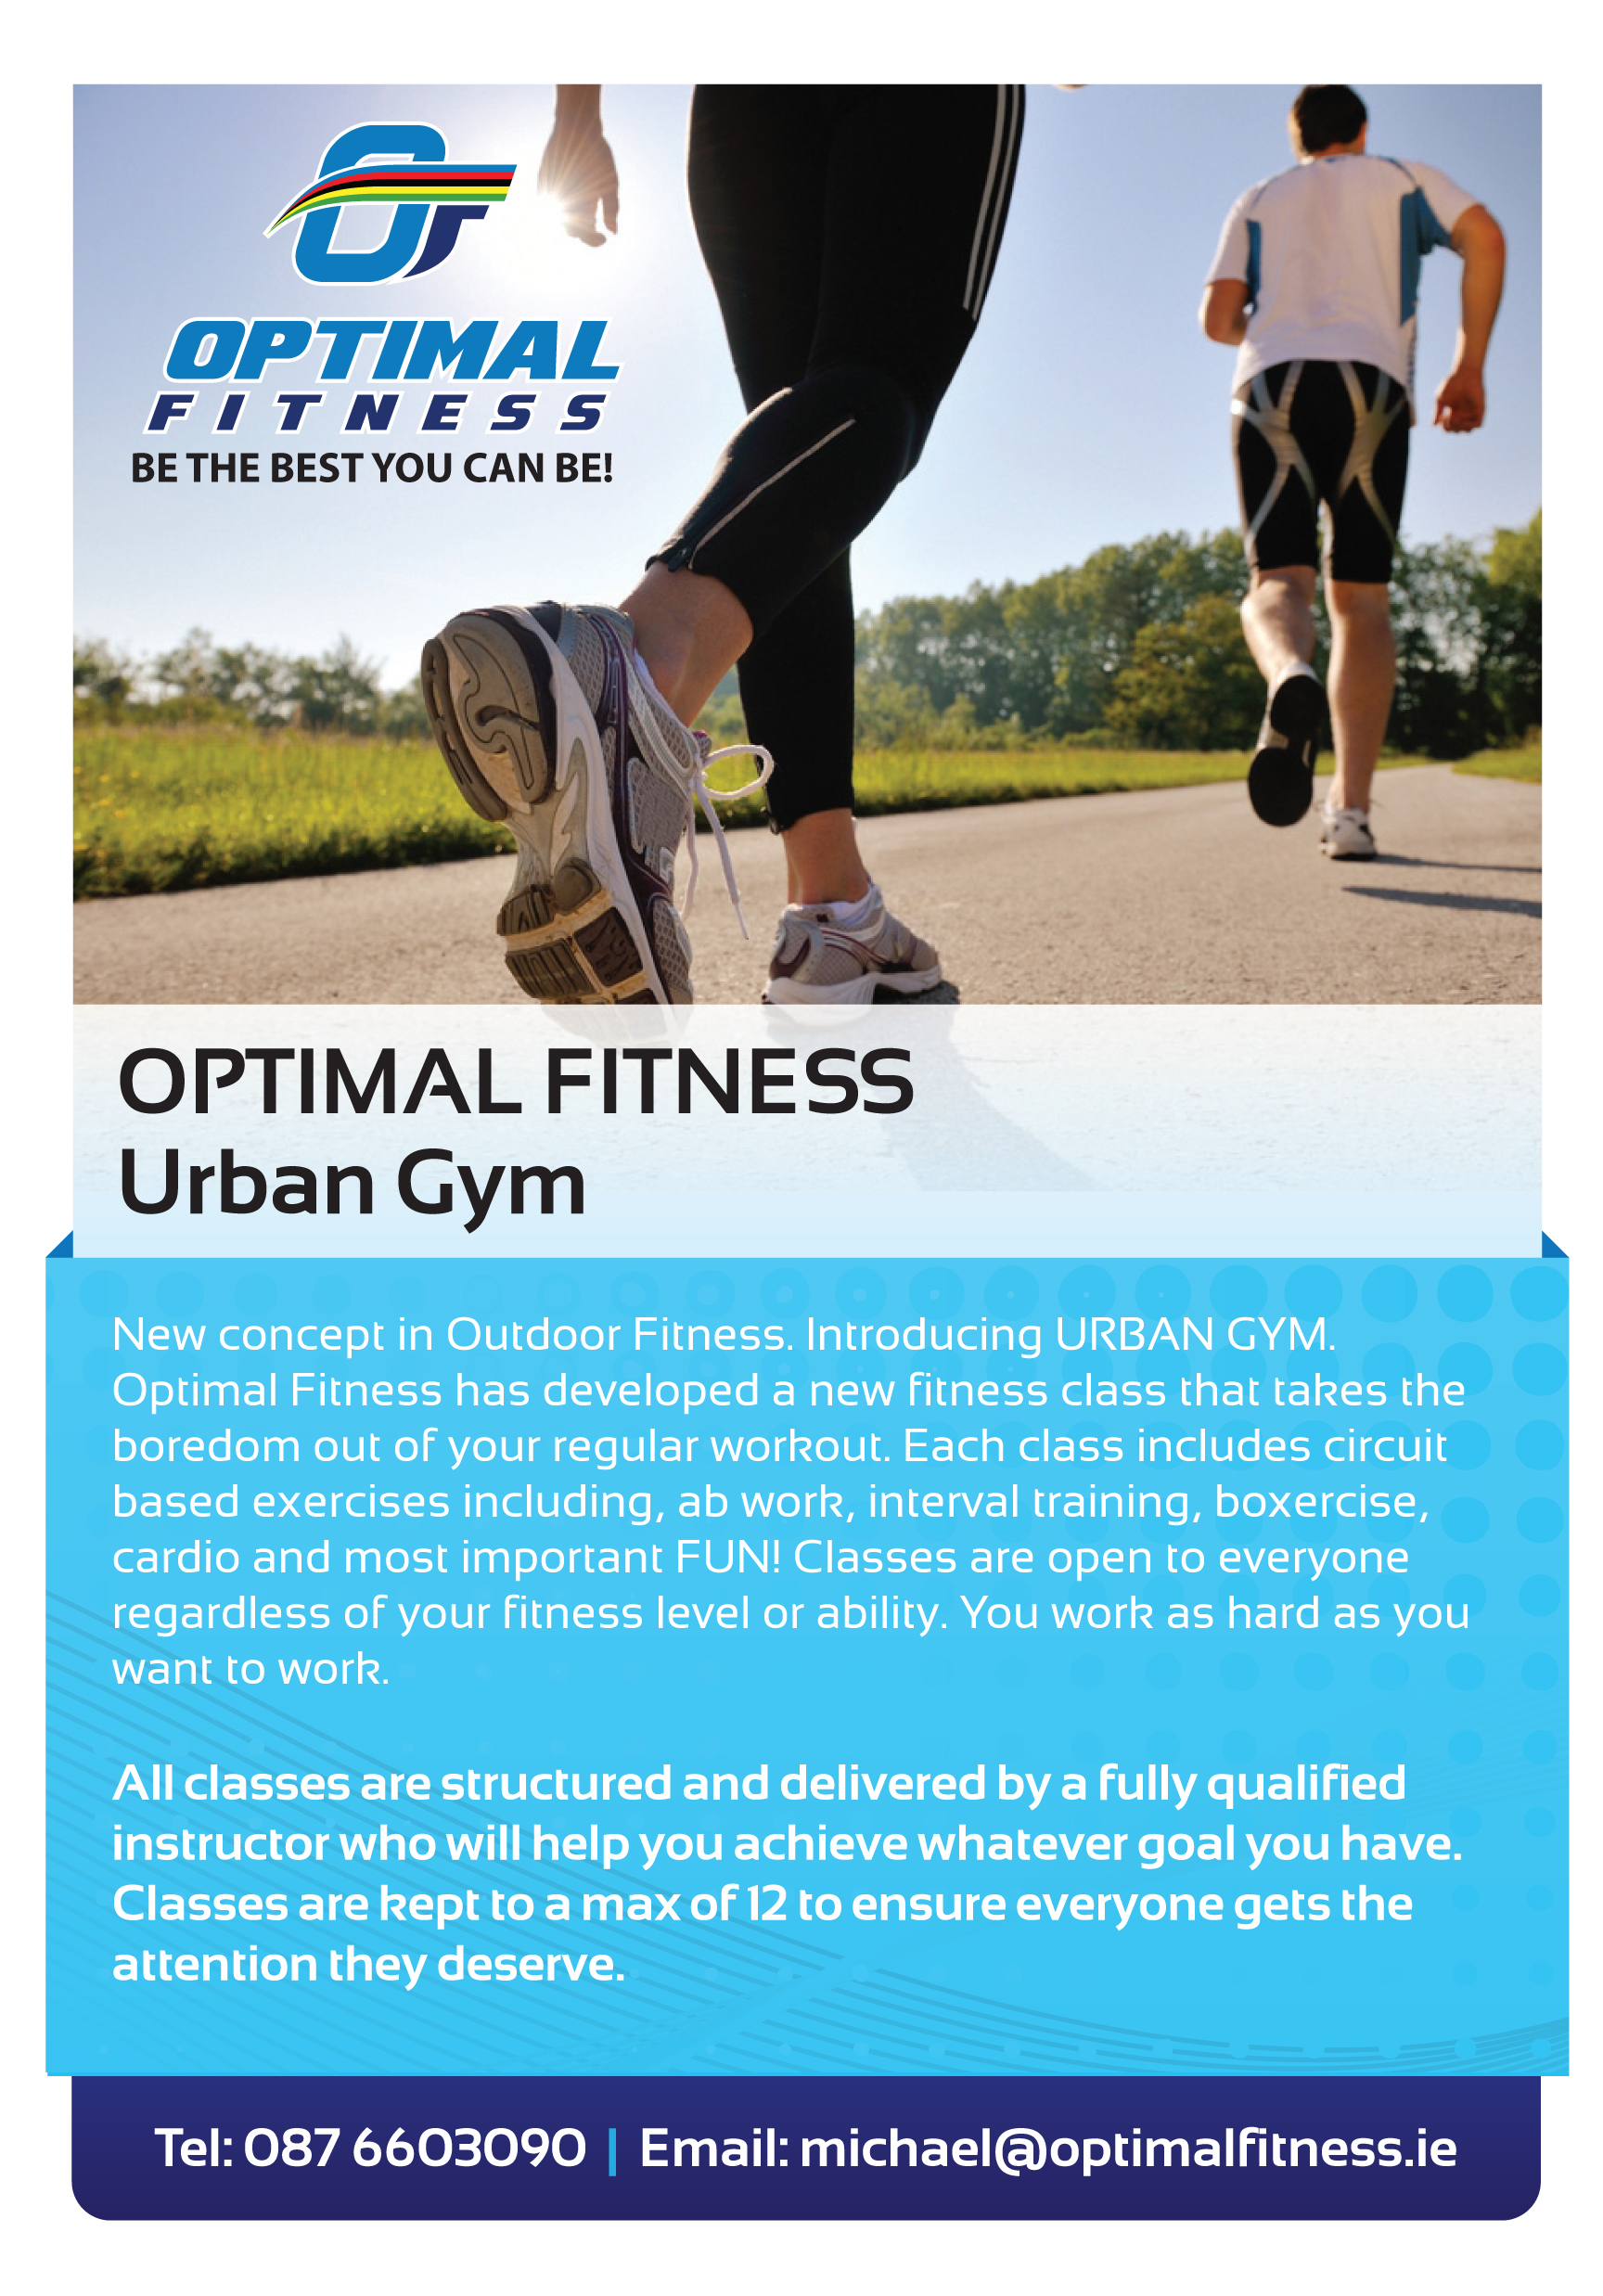 OF
OPTIMAL
FITNESS
BE THE BEST YOU CAN BE!
OPTIMAL FITNESS
Urban Gym
New concept in Outdoor Fitness. Introducing URBAN GYM.
Optimal Fitness has developed a new fitness class that takes the
boredom out of your regular workout. Each class includes circuit
based exercises including, ab work, interval training, boxercise,
cardio and most important FUN! Classes are open to everyone
regardless of your fitness level or ability. You work as hard as you
want to work.
All classes are structured and delivered by a fully qualified
instructor who will help you achieve whatever goal you have.
Classes are kept to a max of 12 to ensure everyone gets the
attention they deserve.
Tel: 087 6603090 | Email: michael@optimalfitness.ie